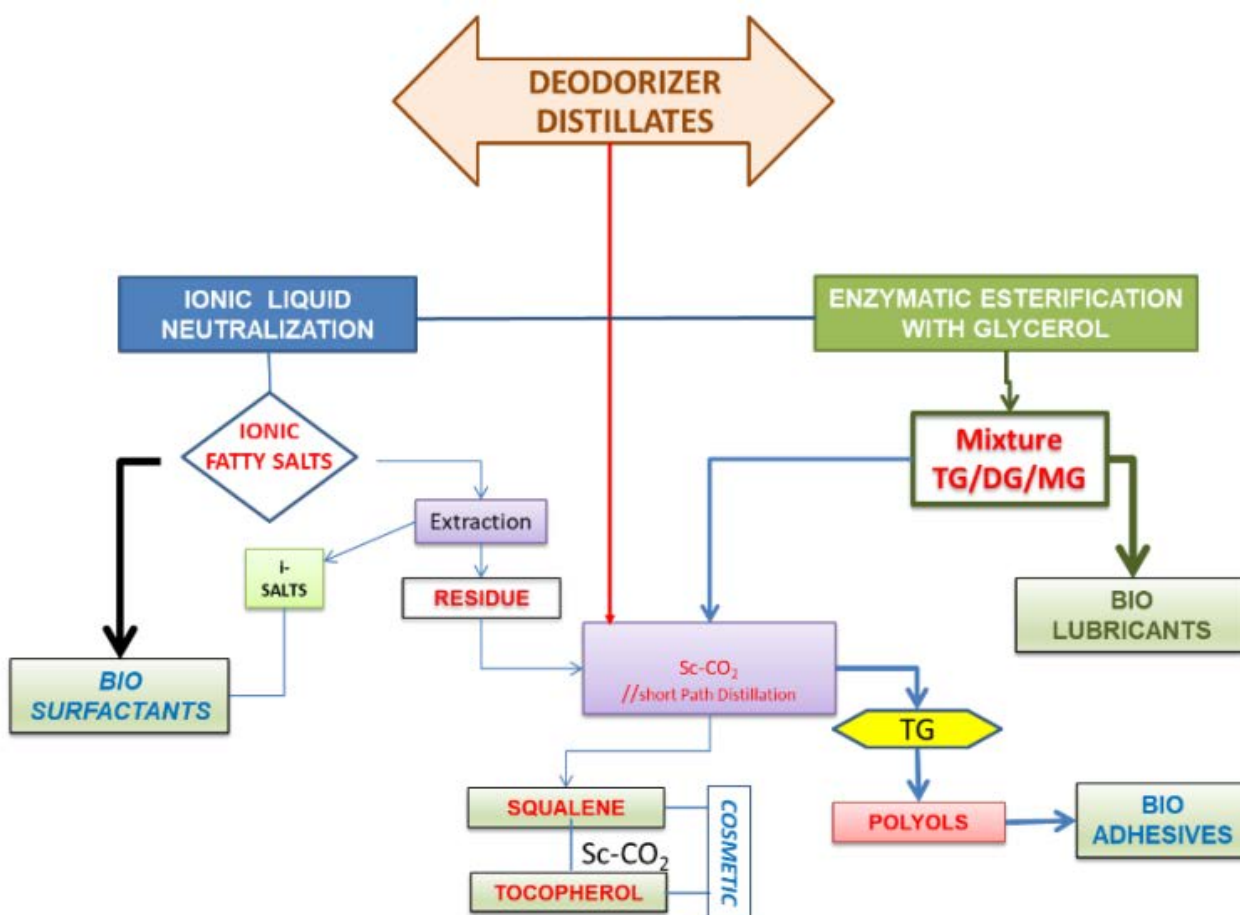 DEODORIZER
DISTILLATES
IONIC LIQUID
NEUTRALIZATION
ENZYMATIC ESTERIFICATION
WITH GLYCEROL
IONIC
FATTY SALTS
Mixture
TG/DG/MG
Extraction
i-
SALTS
RESIDUE
BIO
LUBRICANTS
BIO
SURFACTANTS
Sc-CO₂
//short Path Distillation
TG
SQUALENE
COSMETIC
POLYOLS
BIO
ADHESIVES
Sc-CO₂
TOCOPHEROL